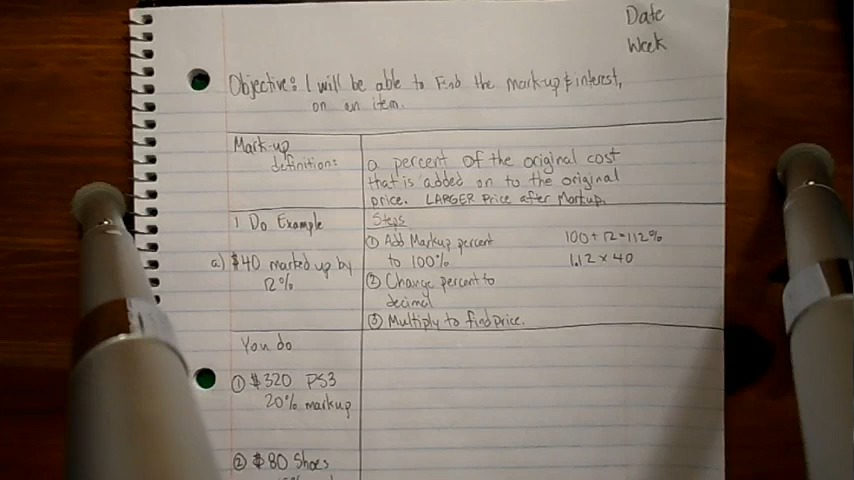 Date
Week
Objective: I will be able to Find the mark-up & interest,
on an item.
Mark-up
definition:
a percent of the original cost
that is added on to the original
price. LARGER Price after Markup.
I Do Example
a) $40 marked up by
12%
Steps
① Add Markup percent
to 100%
② Change percent to
decimal
③ Multiply to find price.
100 + 12 = 112%
1.12 x 40
You do
① $320 PS3
20% markup
② $80 Shoes